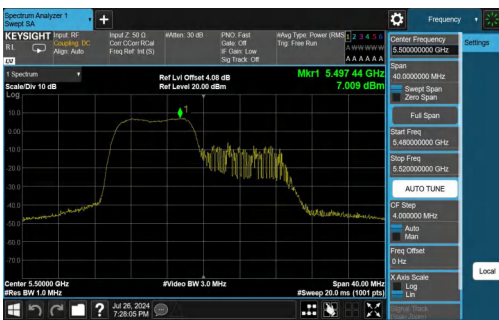 Spectrum Analyzer 1
Swept SA
+
Frequency
KEYSIGHT
Input: RF
Input Z: 50 Ω
#Atten: 30 dB
PNO: Fast
#Avg Type: Power (RMS)
1 2 3 4 5 6
RL
Coupling: DC
Corr CCorr RCal
Gate: Off
Trig: Free Run
Align: Auto
Freq Ref: Int (S)
IF Gain: Low
Sig Track: Off
A A A A A A
LXI
Center Frequency
5.500000000 GHz
Settings
Span
40.0000000 MHz
Swept Span
Zero Span
Full Span
Start Freq
5.480000000 GHz
Stop Freq
5.520000000 GHz
AUTO TUNE
CF Step
4.000000 MHz
Auto
Man
Freq Offset
0 Hz
X Axis Scale
Log
Lin
Signal Track
Local
1 Spectrum
Scale/Div 10 dB
Ref Lvl Offset 4.08 dB
Ref Level 20.00 dBm
Mkr1 5.497 44 GHz
7.009 dBm
Log
1
10.0
0.00
-10.0
-20.0
-30.0
-40.0
-50.0
-60.0
-70.0
Center 5.50000 GHz
#Video BW 3.0 MHz
Span 40.00 MHz
#Res BW 1.0 MHz
#Sweep 20.0 ms (1001 pts)
?
Jul 26, 2024
7:28:05 PM